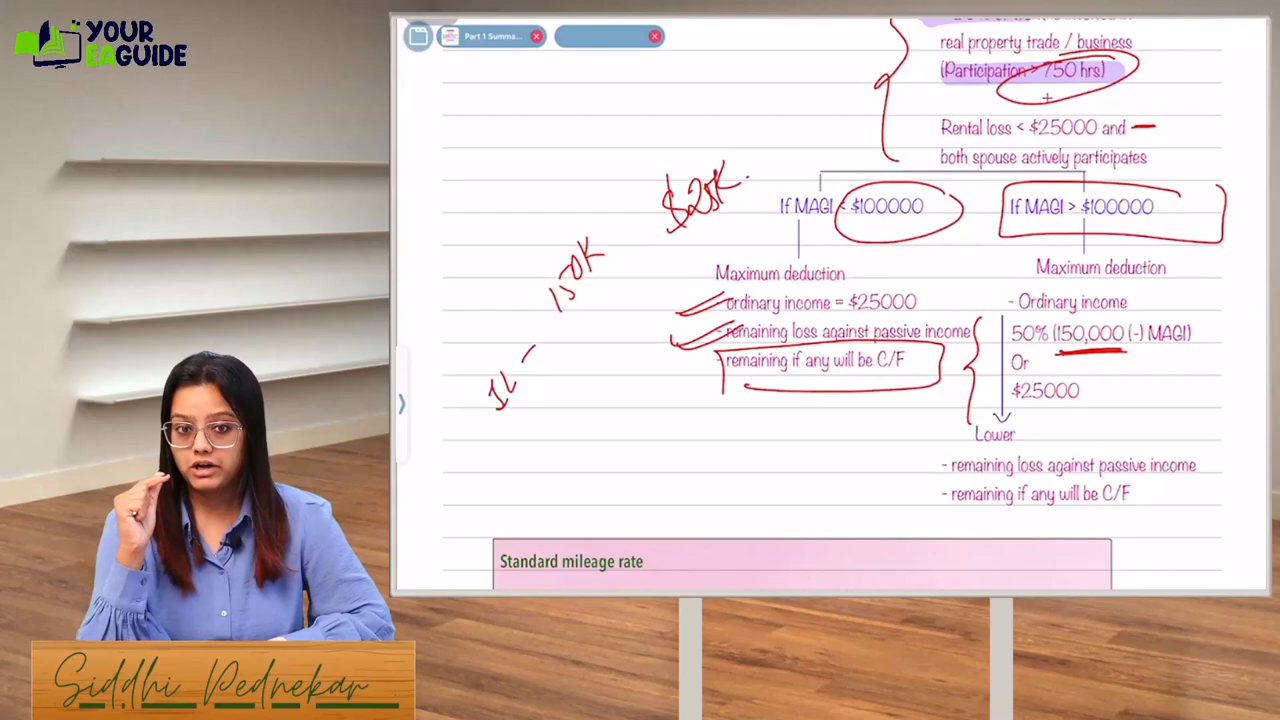 YOUR
EAGUIDE
Part 1 Summa...
real property trade / business
(Participation > 750 hrs)
+
Rental loss < $25000 and
both spouse actively participates
$25K
If MAGI < $100000
If MAGI > $100000
150K
Maximum deduction
- ordinary income = $25000
- remaining loss against passive income
- remaining if any will be C/F
Maximum deduction
- Ordinary income
50% (150,000 (-) MAGI)
Or
$25000
Lower
- remaining loss against passive income
- remaining if any will be C/F
Standard mileage rate
Siddhi Pednekar